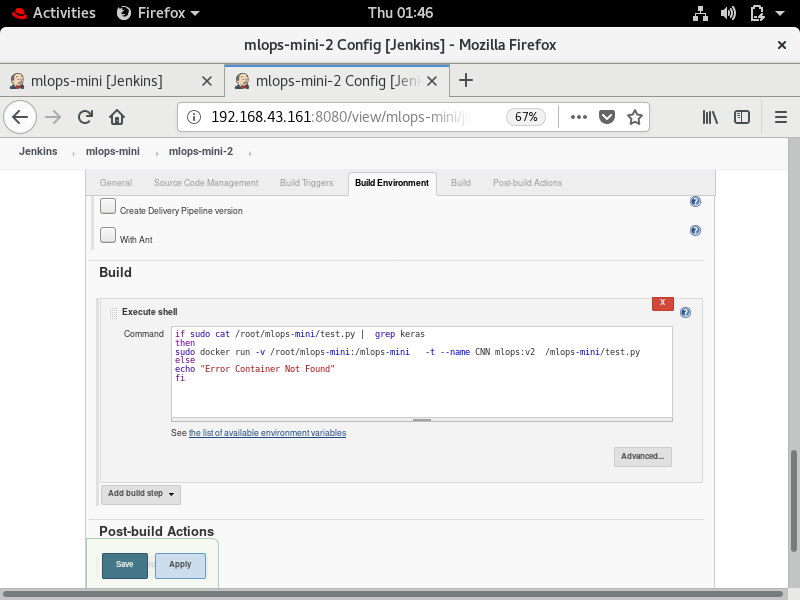 Activities Firefox Thu 01:46
mlops-mini-2 Config [Jenkins] - Mozilla Firefox
mlops-mini [Jenkins] mlops-mini-2 Config [Jen
192.168.43.161:8080/view/mlops-mini/j 67%
Jenkins mlops-mini mlops-mini-2
General Source Code Management Build Triggers Build Environment Build Post-build Actions
Create Delivery Pipeline version
With Ant
Build
X
Execute shell
Command
if sudo cat /root/mlops-mini/test.py | grep keras
then
sudo docker run -v /root/mlops-mini:/mlops-mini -t --name CNN mlops:v2 /mlops-mini/test.py
else
echo "Error Container Not Found"
fi
See the list of available environment variables
Advanced...
Add build step
Post-build Actions
Save Apply